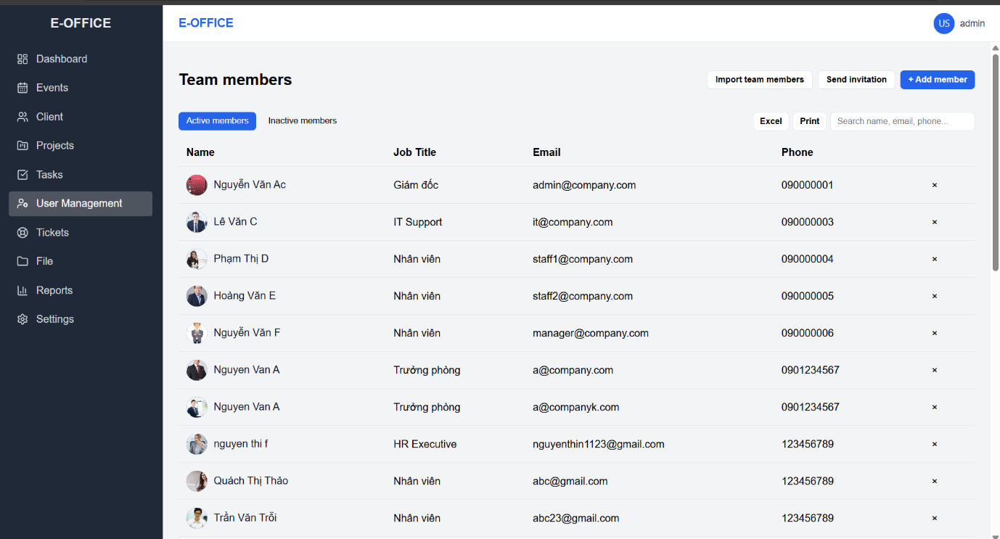 E-OFFICE
Dashboard
Events
Client
Projects
Tasks
User Management
Tickets
File
Reports
Settings
E-OFFICE
US admin
Team members
Import team members Send invitation + Add member
Active members Inactive members Excel Print Search name, email, phone...
Name Job Title Email Phone
Nguyễn Văn Ac Giám đốc admin@company.com 090000001 ×
Lê Văn C IT Support it@company.com 090000003 ×
Phạm Thị D Nhân viên staff1@company.com 090000004 ×
Hoàng Văn E Nhân viên staff2@company.com 090000005 ×
Nguyễn Văn F Nhân viên manager@company.com 090000006 ×
Nguyen Van A Trưởng phòng a@company.com 0901234567 ×
Nguyen Van A Trưởng phòng a@companyk.com 0901234567 ×
nguyen thi f HR Executive nguyenthin1123@gmail.com 123456789 ×
Quách Thị Thảo Nhân viên abc@gmail.com 123456789 ×
Trần Văn Trỗi Nhân viên abc23@gmail.com 123456789 ×